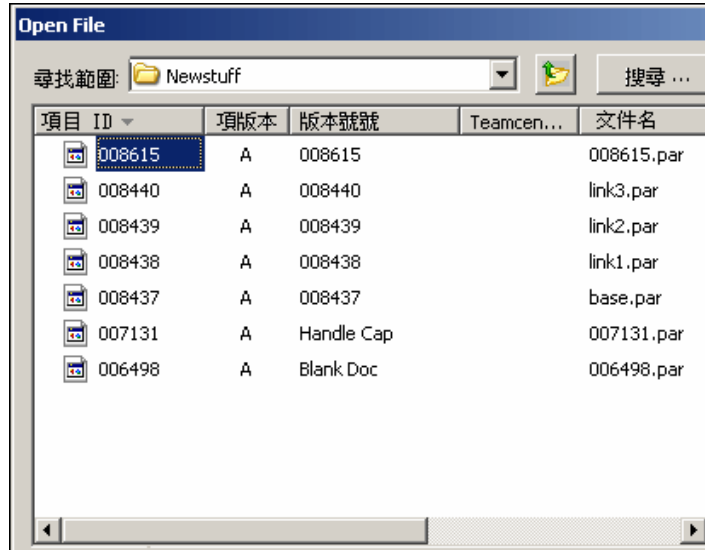 Open File
尋找範圍: Newstuff 搜尋 ...
項目 ID 項版本 版本號號 Teamcen... 文件名
008615 A 008615 008615.par
008440 A 008440 link3.par
008439 A 008439 link2.par
008438 A 008438 link1.par
008437 A 008437 base.par
007131 A Handle Cap 007131.par
006498 A Blank Doc 006498.par